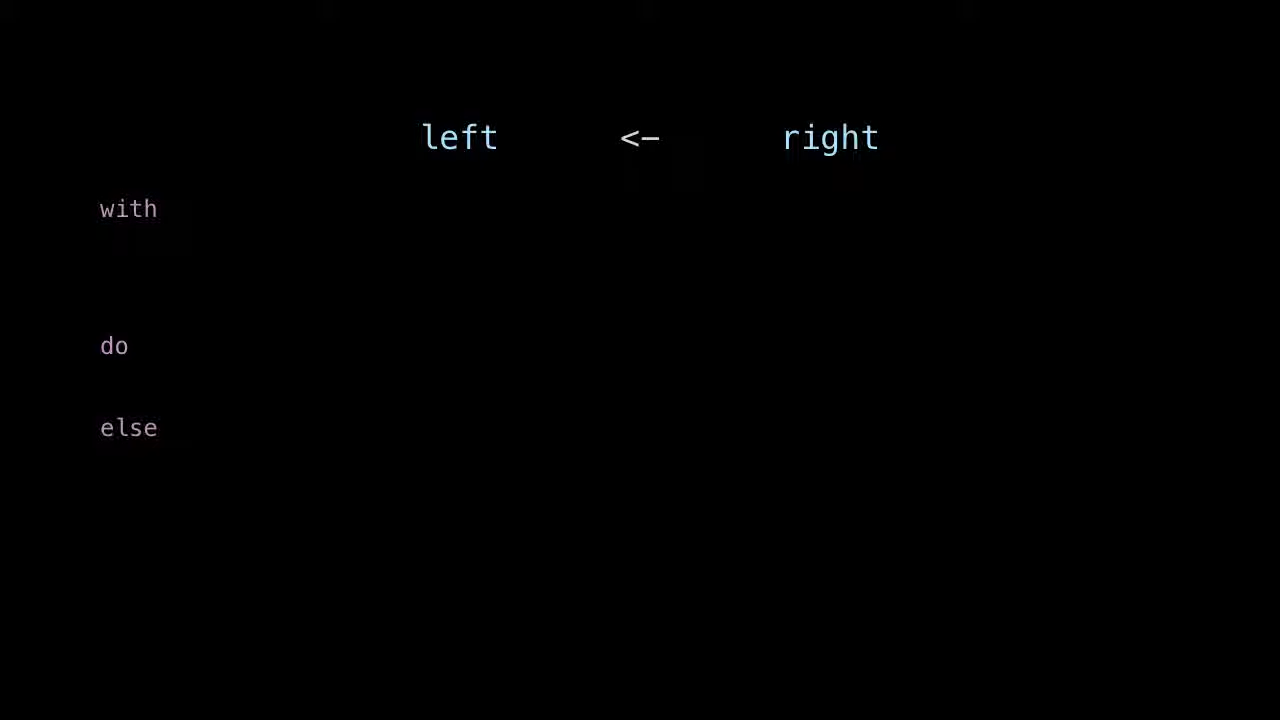 left <- right
with
do
else